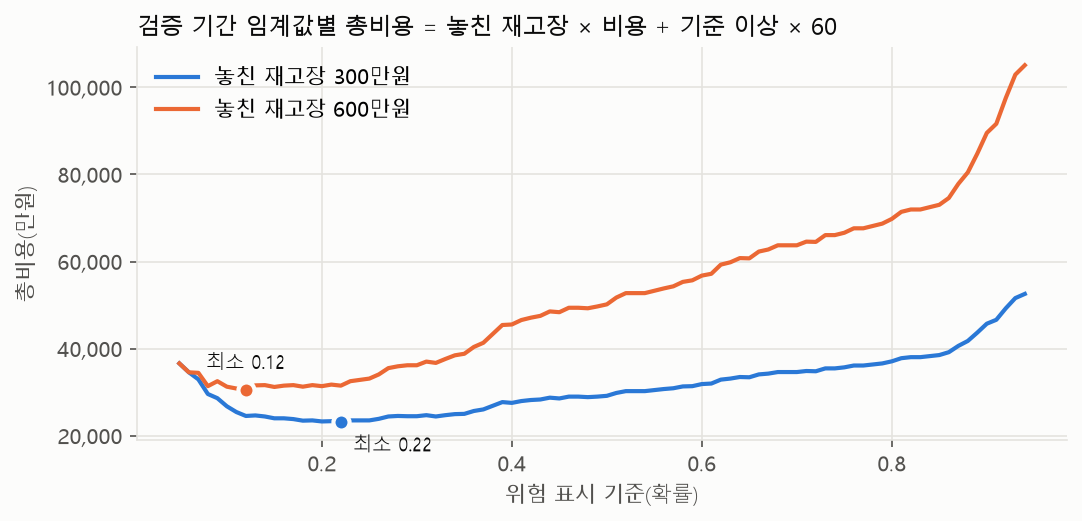 검증 기간 임계값별 총비용 = 놓친 재고장 × 비용 + 기준 이상 × 60
놓친 재고장 300만원
놓친 재고장 600만원
총비용(만원)
100,000
80,000
60,000
40,000
20,000
최소 0.12
최소 0.22
0.2
0.4
0.6
0.8
위험 표시 기준(확률)